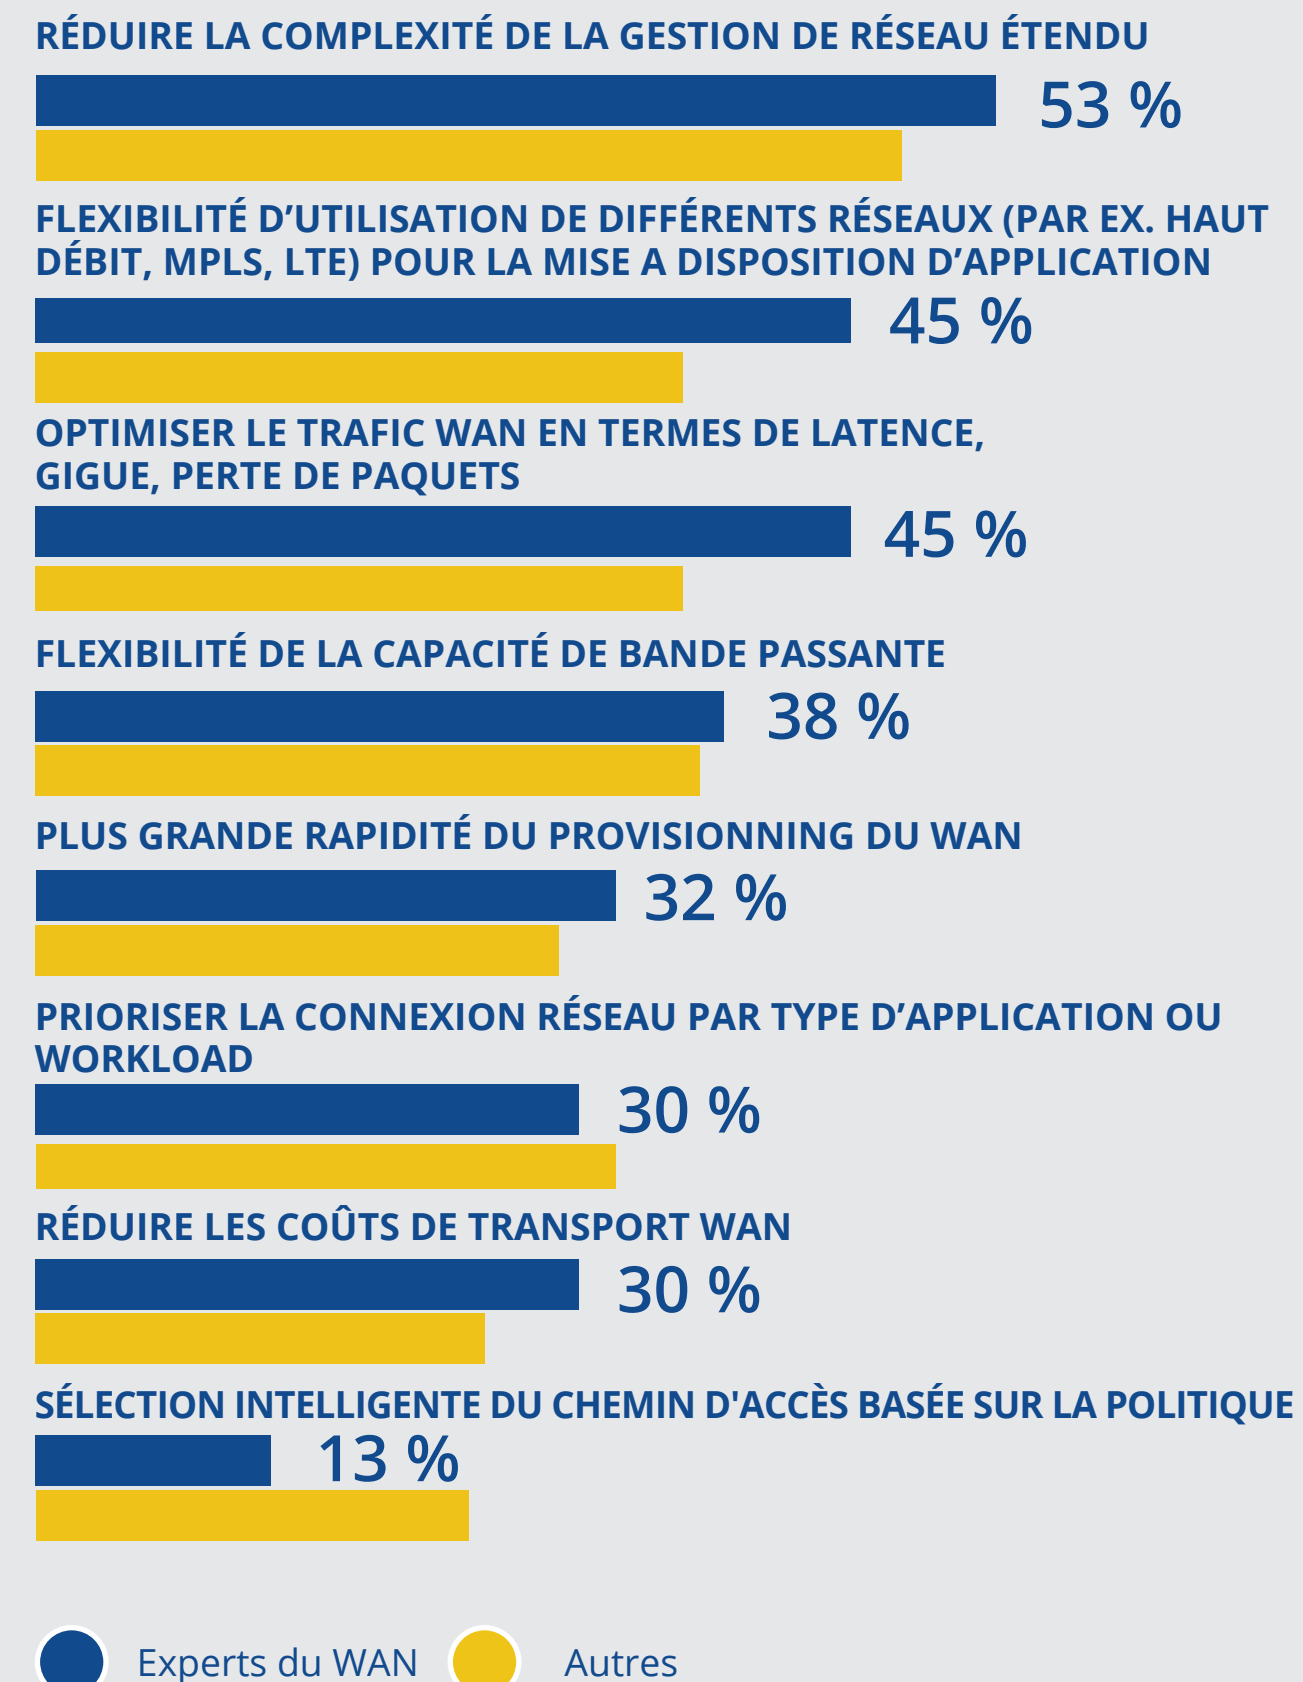 RÉDUIRE LA COMPLEXITÉ DE LA GESTION DE RÉSEAU ÉTENDU
53 %
FLEXIBILITÉ D’UTILISATION DE DIFFÉRENTS RÉSEAUX (PAR EX. HAUT
DÉBIT, MPLS, LTE) POUR LA MISE A DISPOSITION D’APPLICATION
45 %
OPTIMISER LE TRAFIC WAN EN TERMES DE LATENCE,
GIGUE, PERTE DE PAQUETS
45 %
FLEXIBILITÉ DE LA CAPACITÉ DE BANDE PASSANTE
38 %
PLUS GRANDE RAPIDITÉ DU PROVISIONNING DU WAN
32 %
PRIORISER LA CONNEXION RÉSEAU PAR TYPE D’APPLICATION OU
WORKLOAD
30 %
RÉDUIRE LES COÛTS DE TRANSPORT WAN
30 %
SÉLECTION INTELLIGENTE DU CHEMIN D'ACCÈS BASÉE SUR LA POLITIQUE
13 %
Experts du WAN Autres